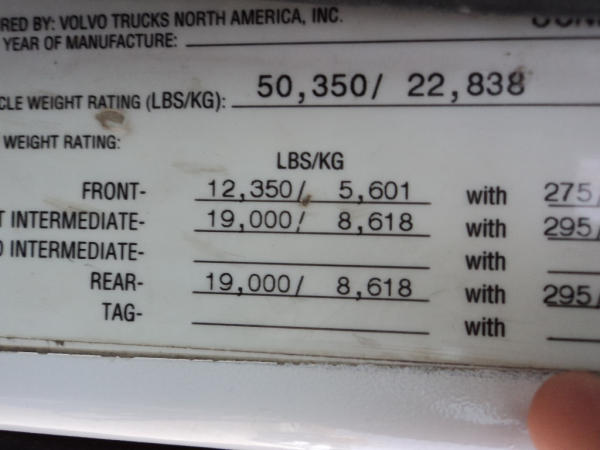 RED BY: VOLVO TRUCKS NORTH AMERICA, INC.
YEAR OF MANUFACTURE:
CLE WEIGHT RATING (LBS/KG): 50,350/ 22,838
WEIGHT RATING:
LBS/KG
FRONT- 12,350/ 5,601 with 275/
T INTERMEDIATE- 19,000/ 8,618 with 295/
D INTERMEDIATE- with
REAR- 19,000/ 8,618 with 295/
TAG- with